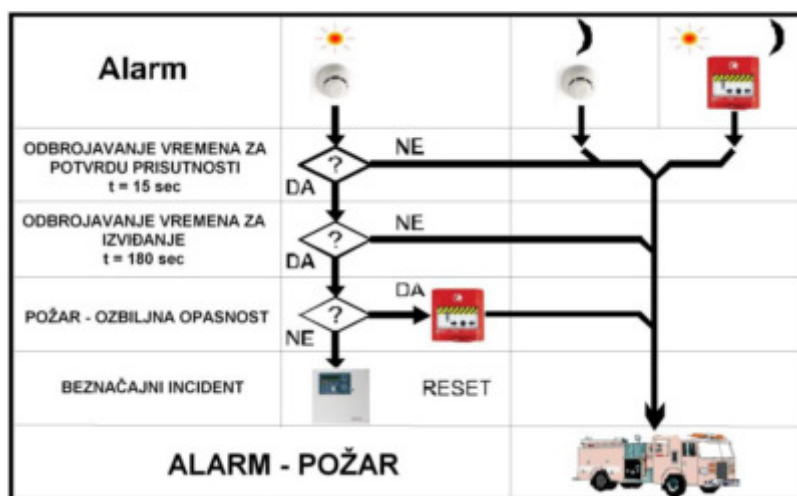 Alarm
ODBROJAVANJE VREMENA ZA
POTVRDU PRISUTNOSTI
t = 15 sec
?
NE
DA
ODBROJAVANJE VREMENA ZA
IZVIĐANJE
t = 180 sec
?
NE
DA
POŽAR - OZBILJNA OPASNOST
?
DA
NE
BEZNAČAJNI INCIDENT
RESET
ALARM - POŽAR